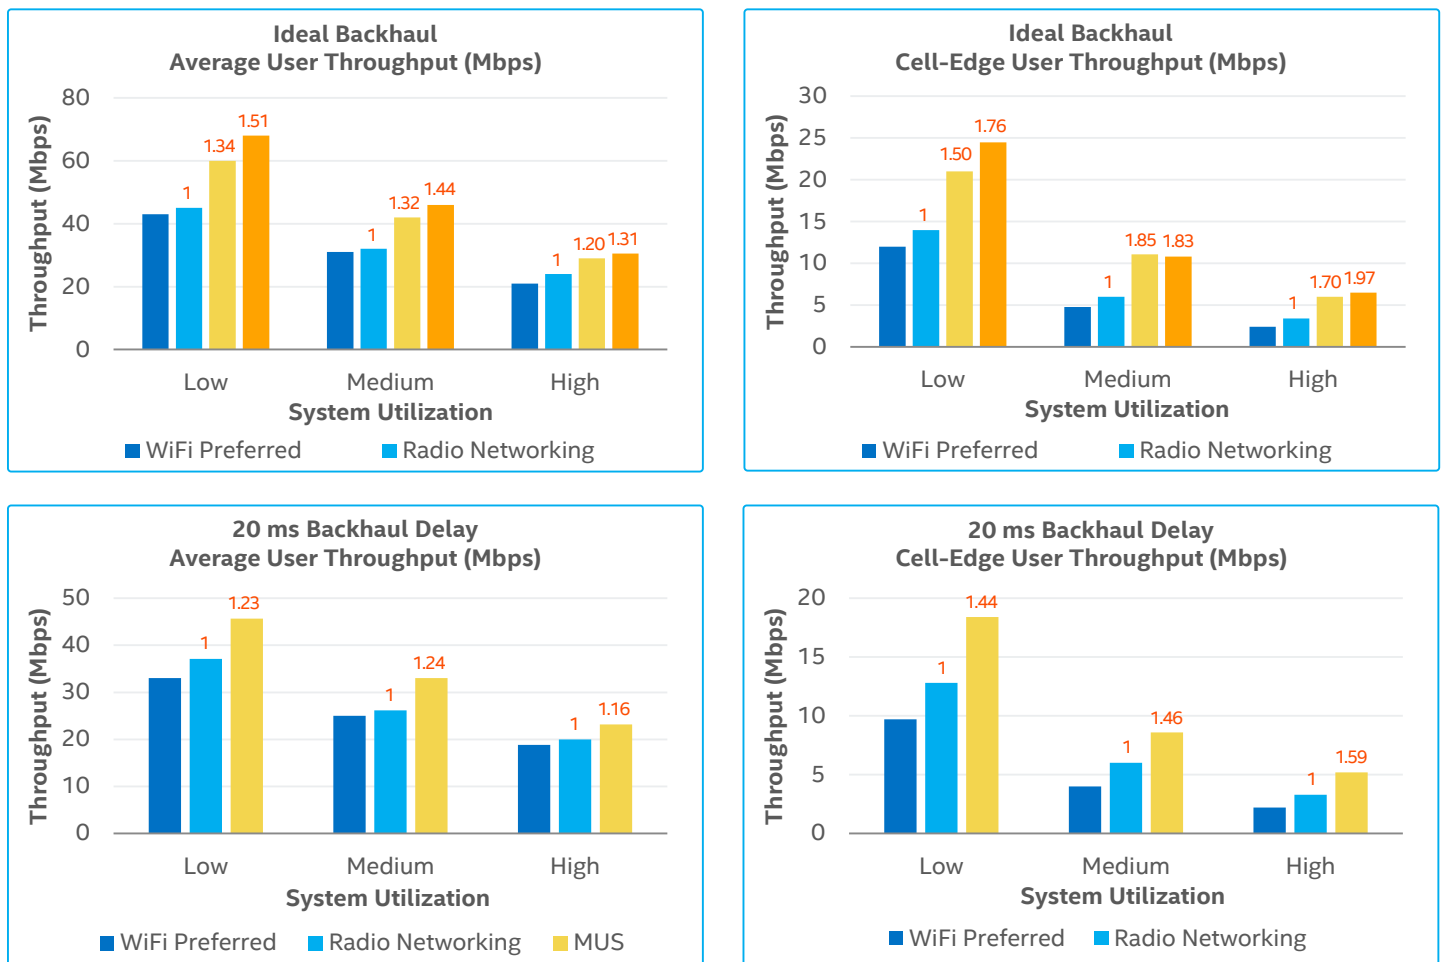 Ideal Backhaul
Average User Throughput (Mbps)
Throughput (Mbps)
80
60
40
20
0
1
1.34
1.51
1
1.32
1.44
1
1.20
1.31
Low
Medium
High
System Utilization
WiFi Preferred
Radio Networking
Ideal Backhaul
Cell-Edge User Throughput (Mbps)
Throughput (Mbps)
30
25
20
15
10
5
0
1
1.50
1.76
1
1.85
1.83
1
1.70
1.97
Low
Medium
High
System Utilization
WiFi Preferred
Radio Networking
20 ms Backhaul Delay
Average User Throughput (Mbps)
Throughput (Mbps)
50
40
30
20
10
0
1
1.23
1
1.24
1
1.16
Low
Medium
High
System Utilization
WiFi Preferred
Radio Networking
MUS
20 ms Backhaul Delay
Cell-Edge User Throughput (Mbps)
Throughput (Mbps)
20
15
10
5
0
1
1.44
1
1.46
1
1.59
Low
Medium
High
System Utilization
WiFi Preferred
Radio Networking